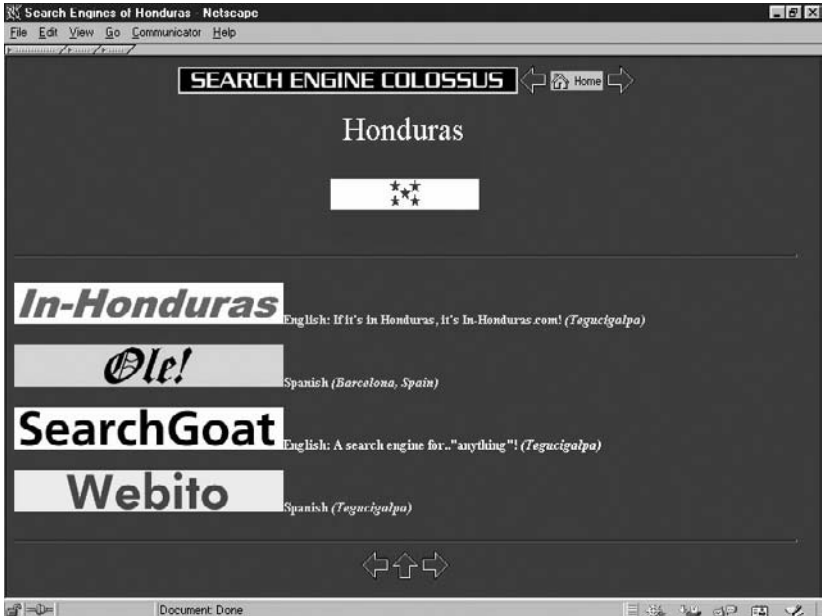 Search Engines of Honduras - Netscape
File Edit View Go Communicator Help
SEARCH ENGINE COLOSSUS Home
Honduras
In-Honduras English: If it's in Honduras, it's In-Honduras.com! (Tegucigalpa)
Ole! Spanish (Barcelona, Spain)
SearchGoat English: A search engine for.."anything"! (Tegucigalpa)
Webito Spanish (Tegucigalpa)
Document: Done